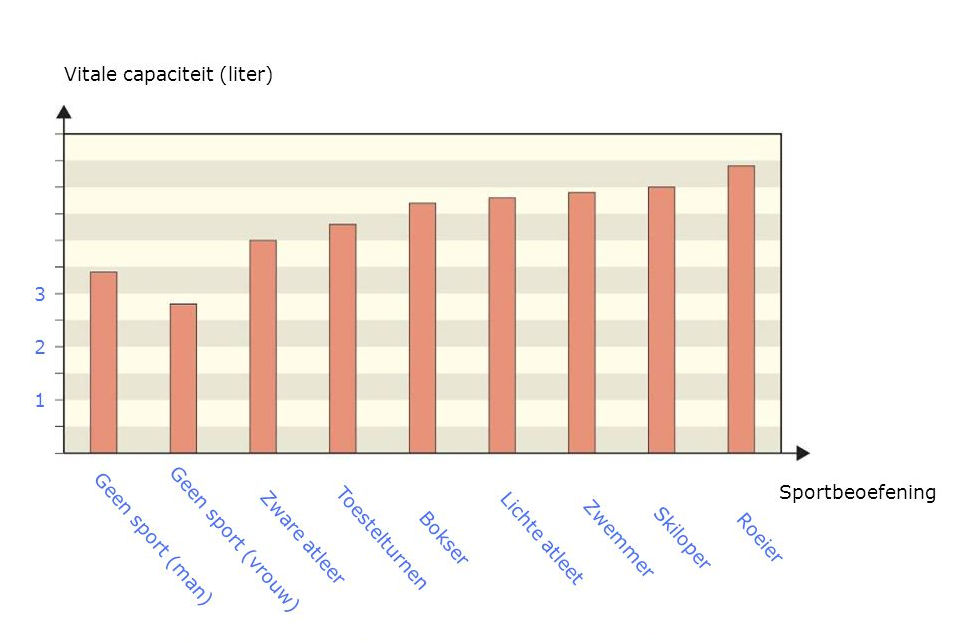 Vitale capaciteit (liter)
3
2
1
Sportbeoefening
Geen sport (man)
Geen sport (vrouw)
Zware atleer
Toestelturnen
Bokser
Lichte atleet
Zwemmer
Skiloper
Roeier